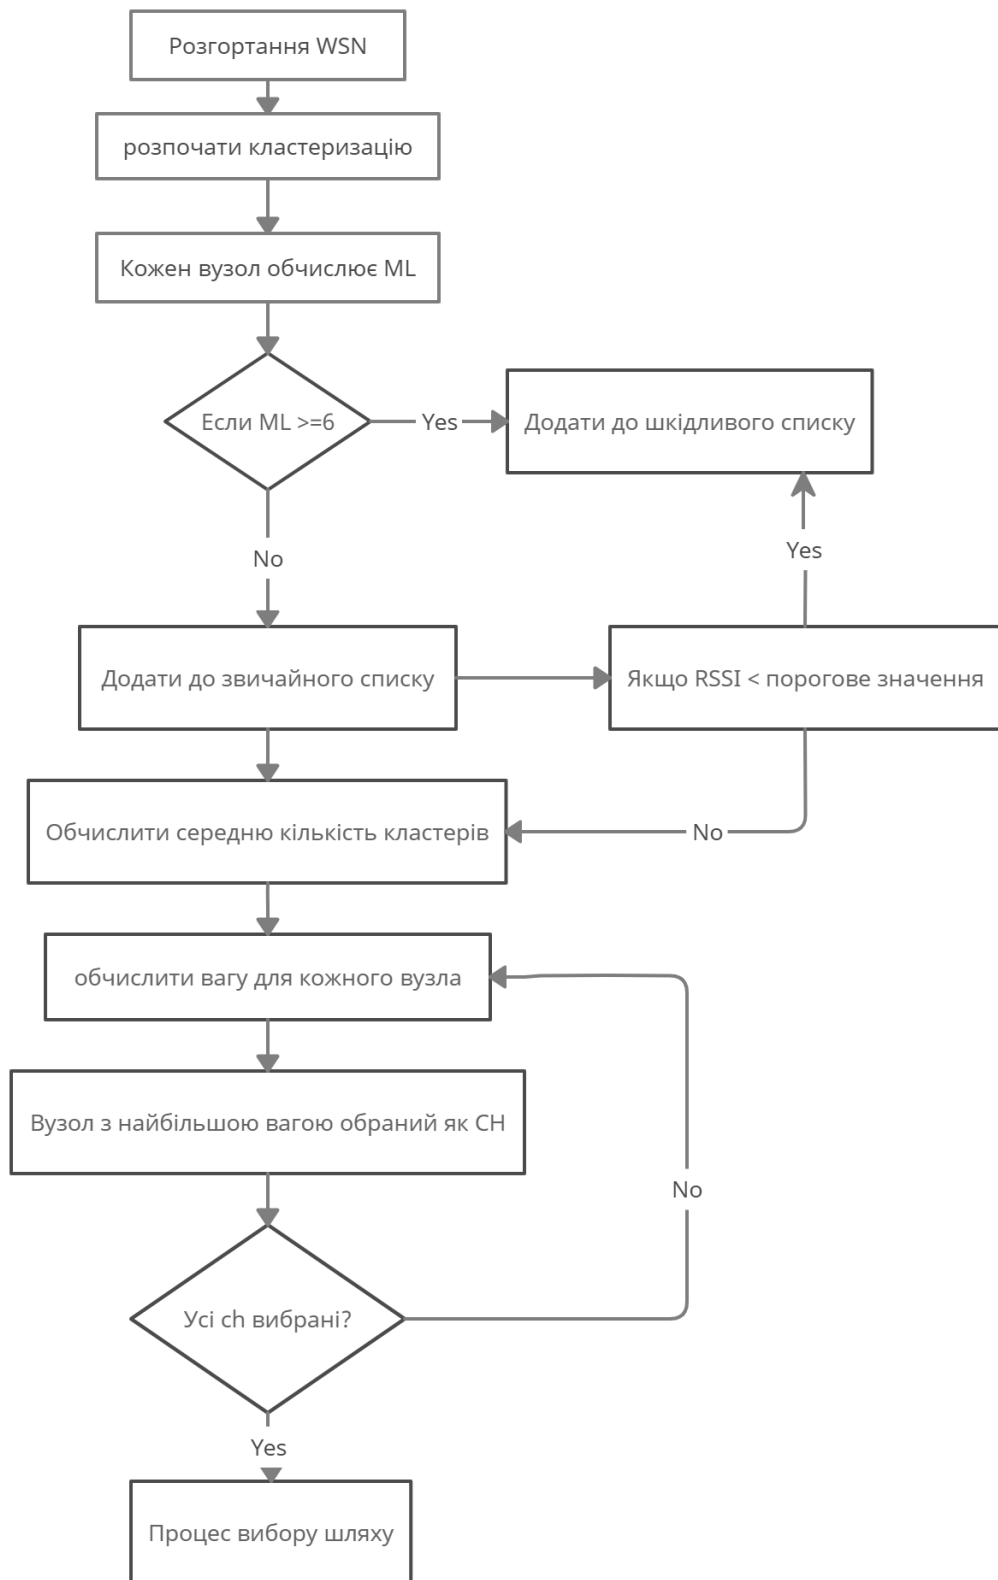 Розгортання WSN
розпочати кластеризацію
Кожен вузол обчислює ML
Если ML >=6
Yes
Додати до шкідливого списку
Yes
No
Додати до звичайного списку
Якщо RSSI < порогове значення
Обчислити середню кількість кластерів
No
обчислити вагу для кожного вузла
Вузол з найбільшою вагою обраний як CH
No
Усі ch вибрані?
Yes
Процес вибору шляху